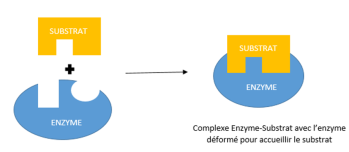 SUBSTRAT
+
ENZYME
SUBSTRAT
ENZYME
Complexe Enzyme-Substrat avec l'enzyme
déformé pour accueillir le substrat